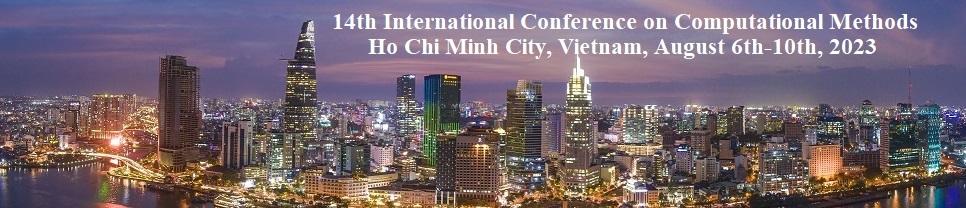 14th International Conference on Computational Methods
Ho Chi Minh City, Vietnam, August 6th-10th, 2023